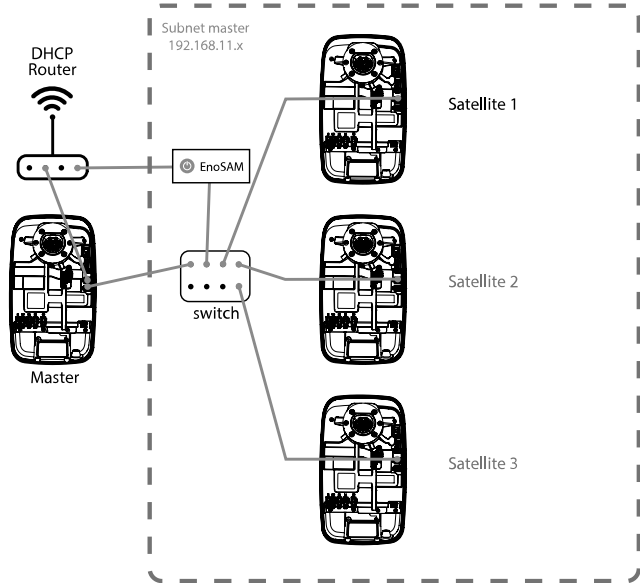 Subnet master
192.168.11.x
DHCP
Router
Satellite 1
EnoSAM
Satellite 2
switch
Master
Satellite 3